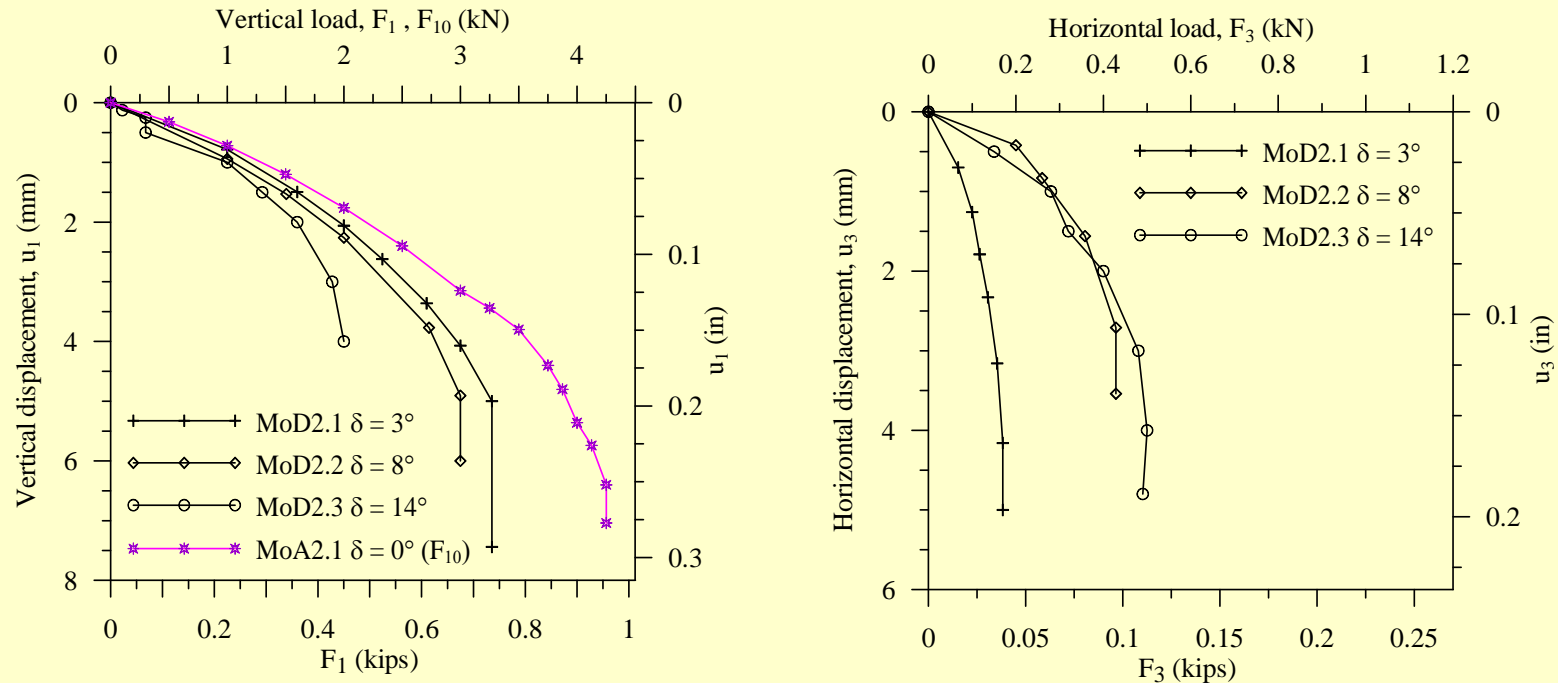 Vertical load, F₁ , F₁₀ (kN)
0 1 2 3 4
Vertical displacement, u₁ (mm)
0
2
4
6
8
0
0.1
0.2
0.3
u₁ (in)
MoD2.1 δ = 3°
MoD2.2 δ = 8°
MoD2.3 δ = 14°
MoA2.1 δ = 0° (F₁₀)
0 0.2 0.4 0.6 0.8 1
F₁ (kips)
Horizontal load, F₃ (kN)
0 0.2 0.4 0.6 0.8 1 1.2
Horizontal displacement, u₃ (mm)
0
2
4
6
0
0.1
0.2
u₃ (in)
MoD2.1 δ = 3°
MoD2.2 δ = 8°
MoD2.3 δ = 14°
0 0.05 0.1 0.15 0.2 0.25
F₃ (kips)